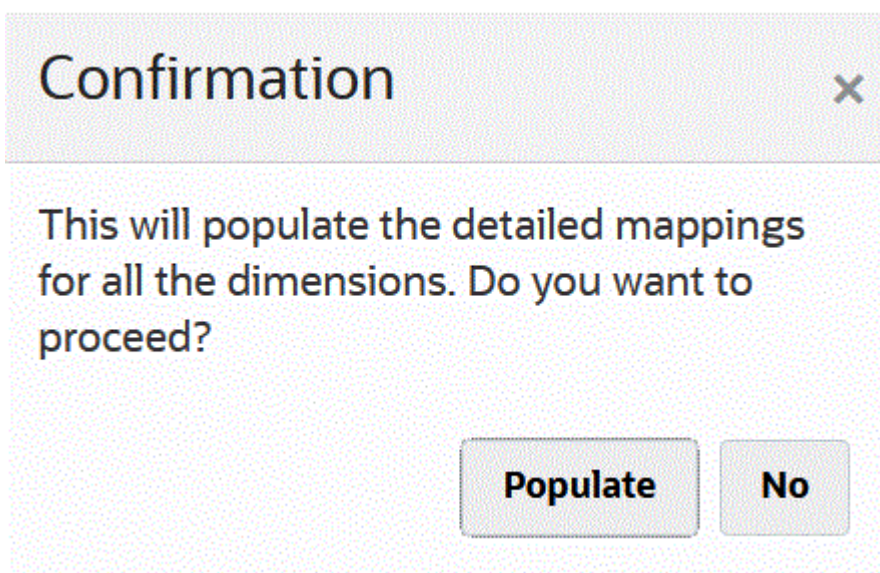 Confirmation
This will populate the detailed mappings
for all the dimensions. Do you want to
proceed?
Populate No